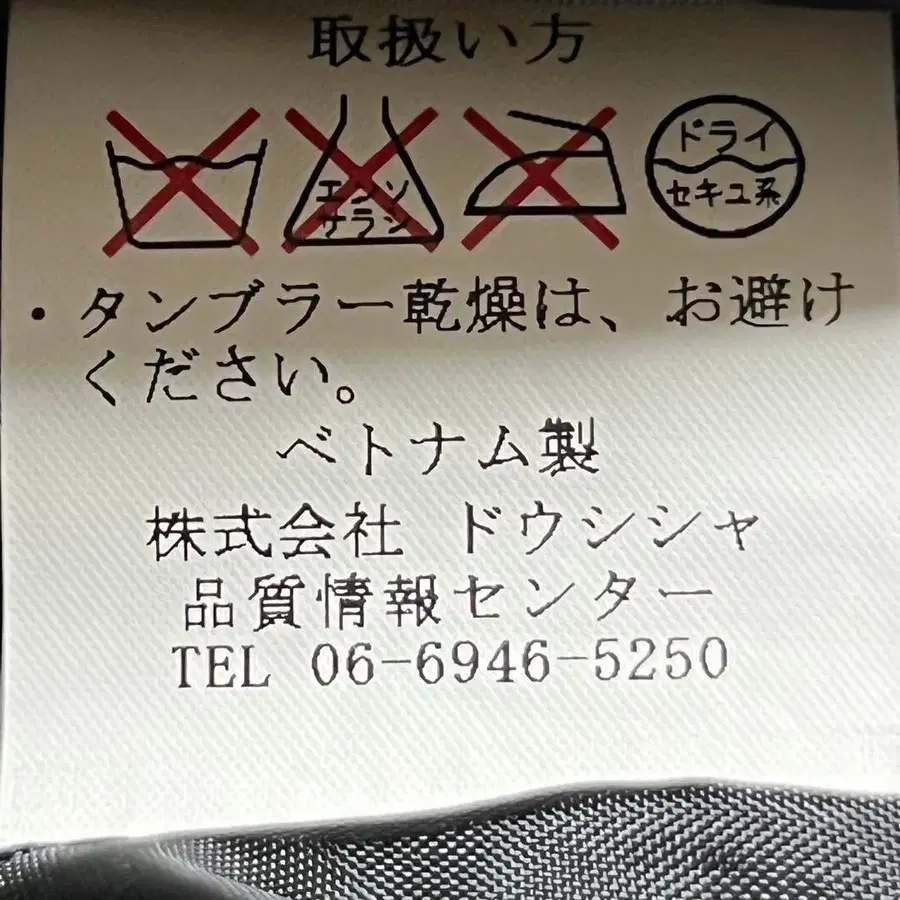 取扱い方
エンソ
サラシ
ドライ
セキユ系
・タンブラー乾燥は、お避け
ください。
ベトナム製
株式会社 ドウシシャ
品質情報センター
TEL 06-6946-5250